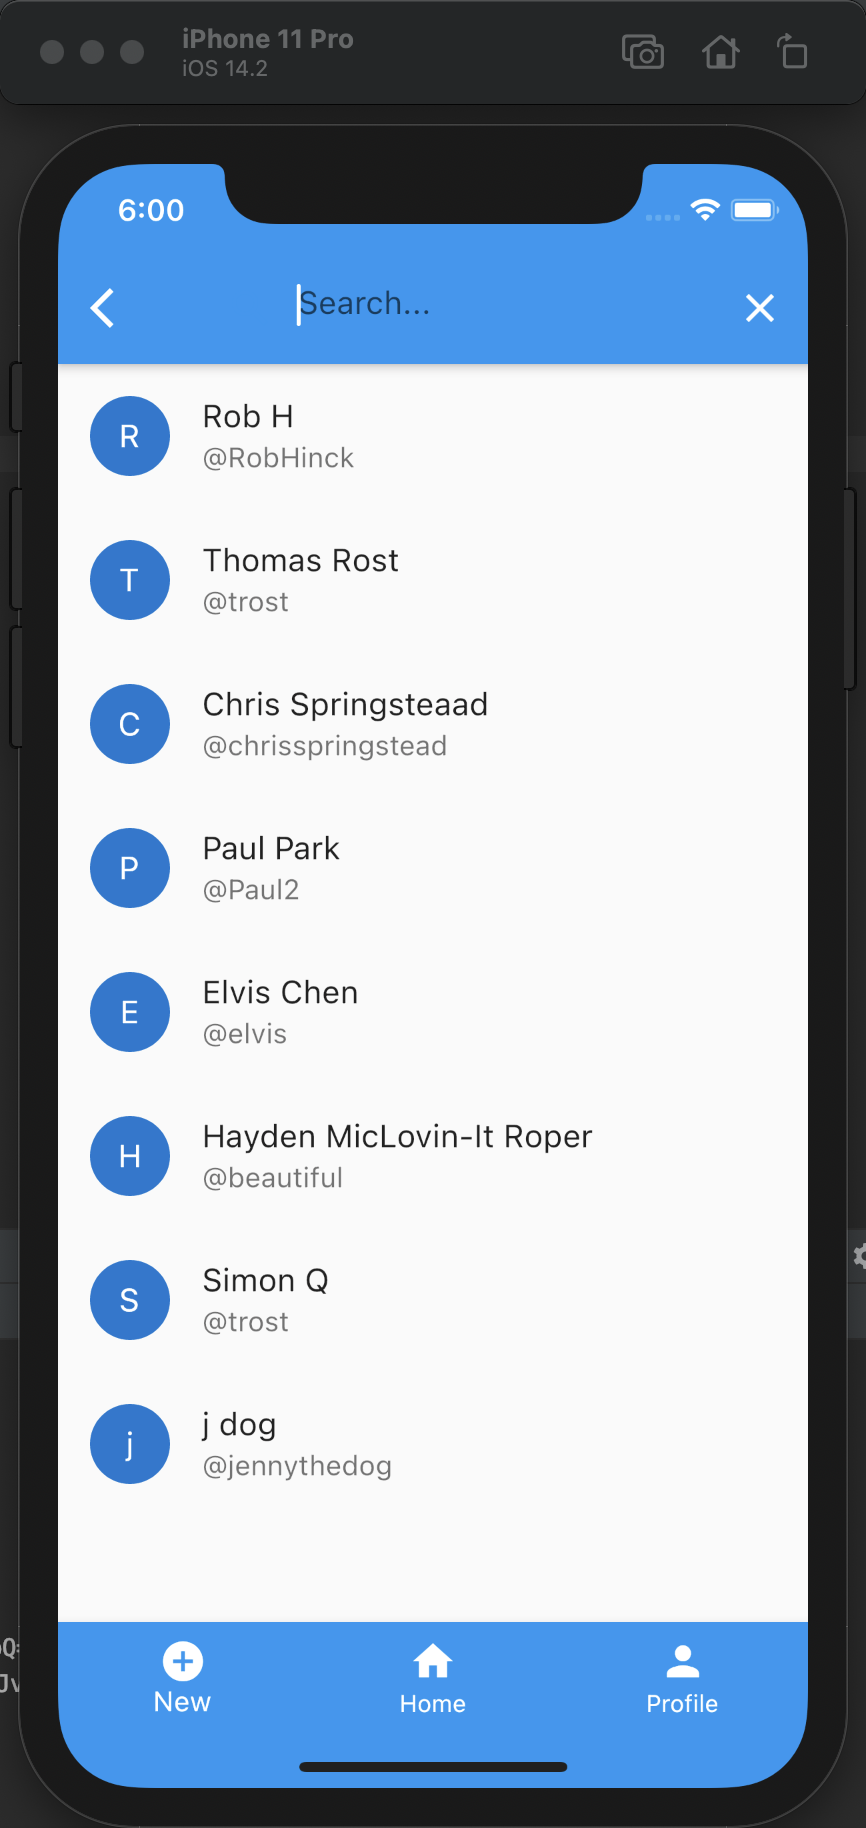 iPhone 11 Pro
iOS 14.2
6:00
Search...
R
Rob H
@RobHinck
T
Thomas Rost
@trost
C
Chris Springsteaad
@chrisspringstead
P
Paul Park
@Paul2
E
Elvis Chen
@elvis
H
Hayden MicLovin-It Roper
@beautiful
S
Simon Q
@trost
j
j dog
@jennythedog
New
Home
Profile